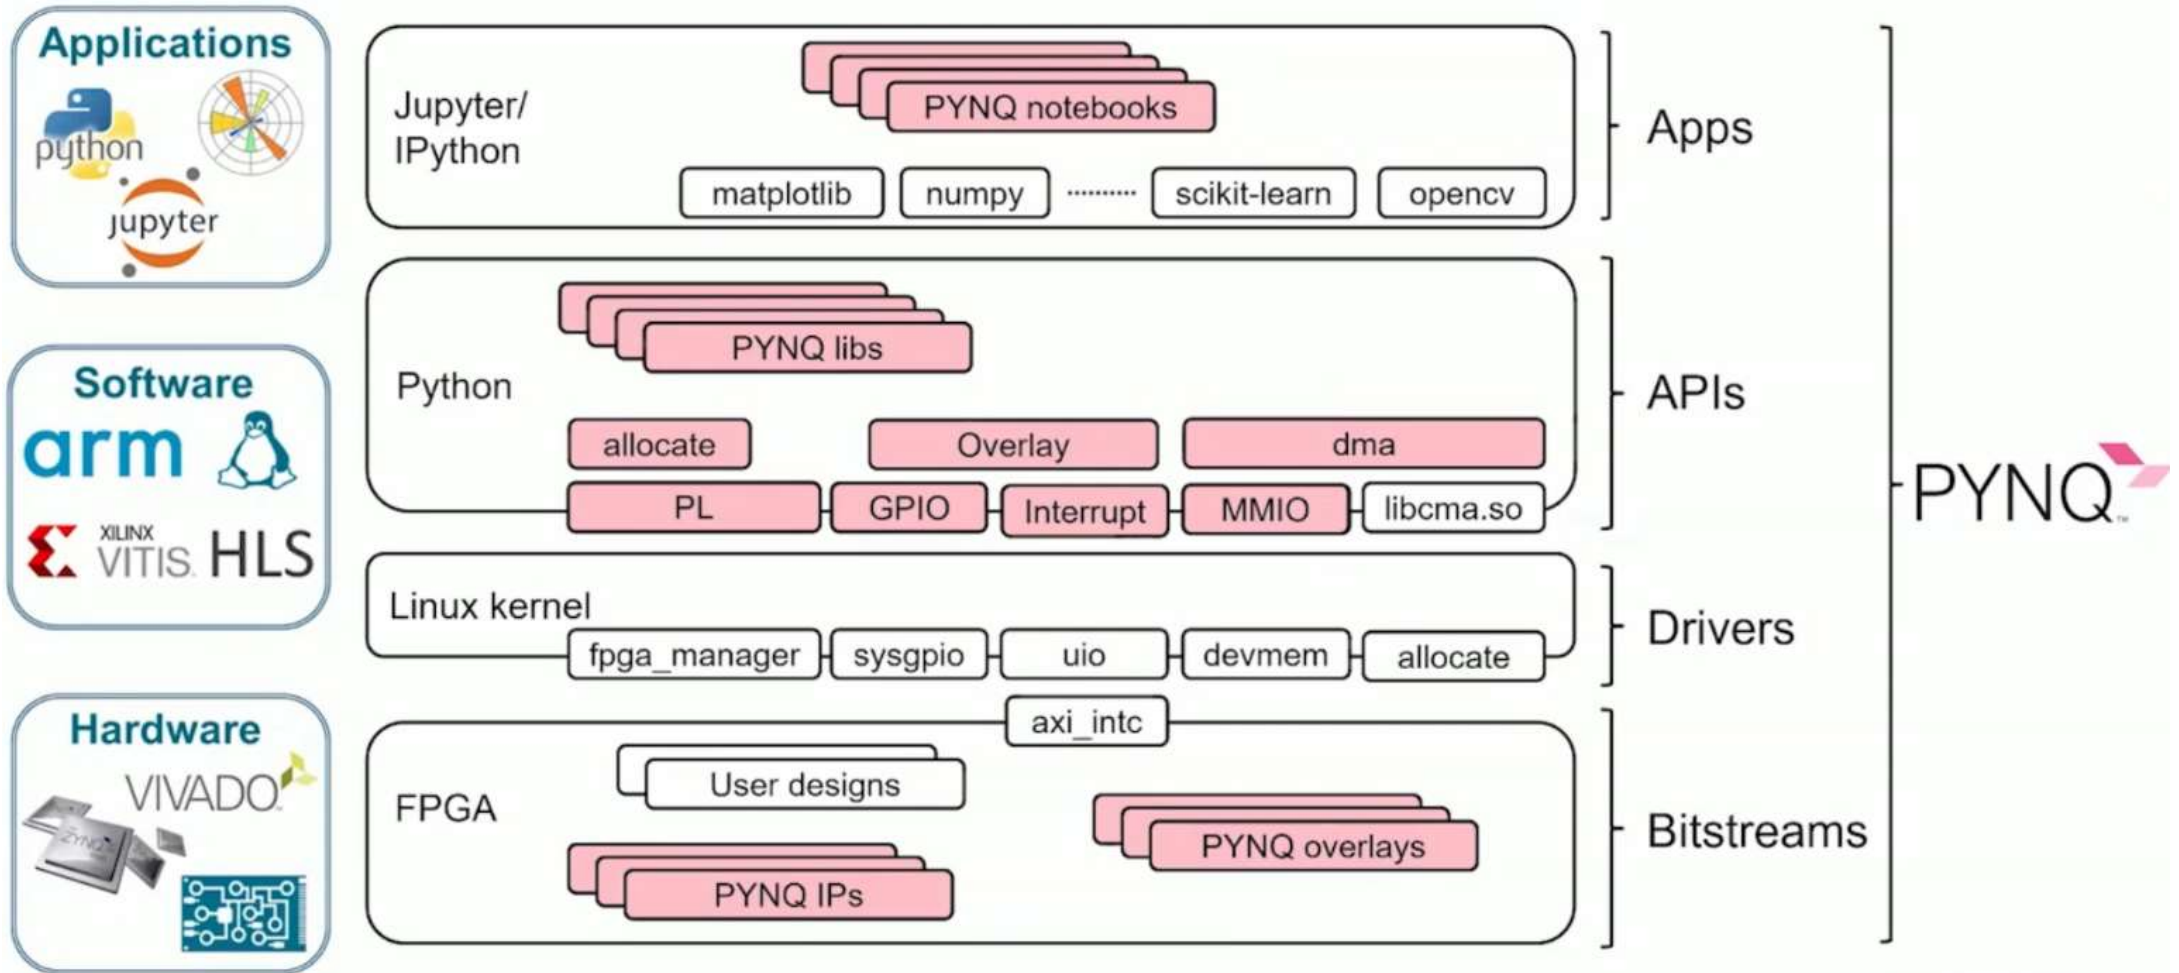 Applications
python
jupyter
Jupyter/
IPython
PYNQ notebooks
matplotlib
numpy
..........
scikit-learn
opencv
Apps
Software
arm
XILINX
VITIS.
HLS
Python
PYNQ libs
allocate
Overlay
dma
PL
GPIO
Interrupt
MMIO
libcma.so
APIs
Linux kernel
fpga_manager
sysgpio
uio
devmem
allocate
Drivers
PYNQ™
Hardware
VIVADO
ZYNQ
FPGA
axi_intc
User designs
PYNQ overlays
PYNQ IPs
Bitstreams